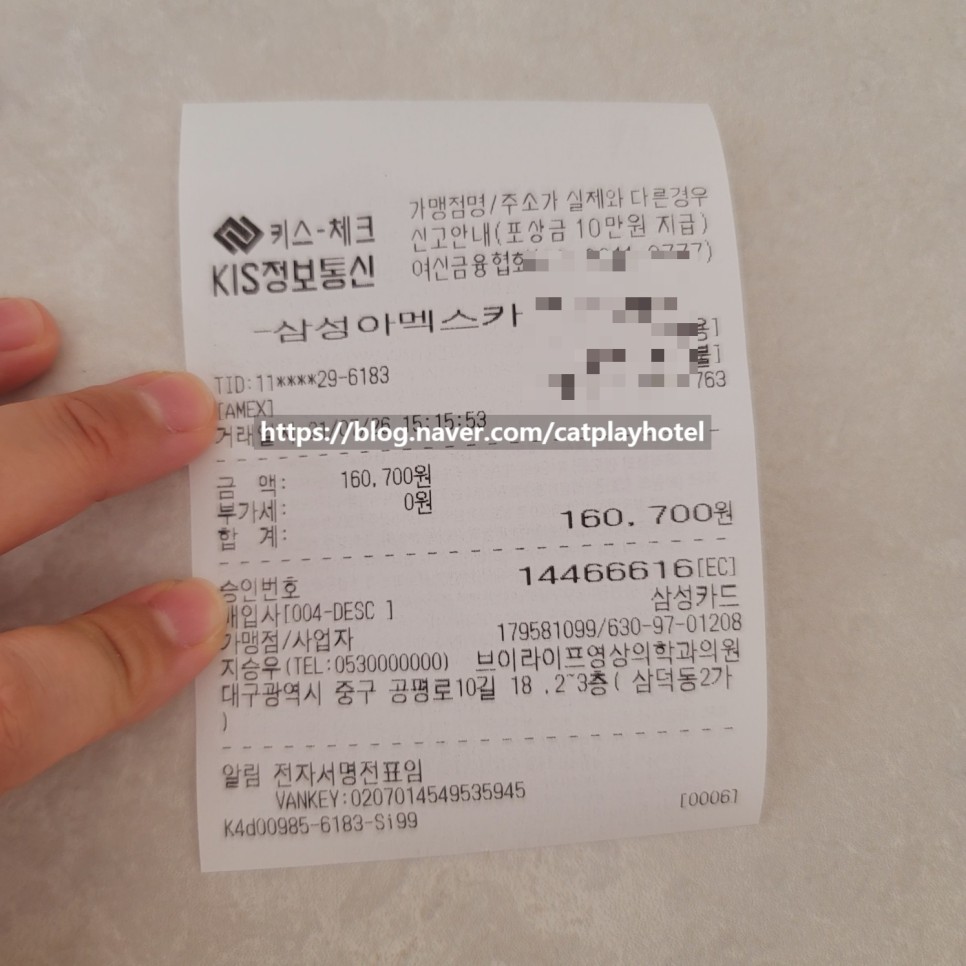 키스-체크
KIS정보통신
가맹점명/주소가 실제와 다른경우
신고안내(포상금 10만원 지급)
여신금융협회
-삼성아멕스카
TID:11****29-6183
763
[AMEX]
거래 15:15:53
https://blog.naver.com/catplayhotel
금 액: 160,700원
부가세: 0원
합 계: 160,700원
승인번호 14466616[EC]
매입사[004-DESC ] 삼성카드
가맹점/사업자 179581099/630-97-01208
지승우(TEL:0530000000) 브이라이프영상의학과의원
대구광역시 중구 공평로10길 18 ,2~3층( 삼덕동2가
)
알림 전자서명전표임
VANKEY:0207014549535945
[00061
K4d00985-6183-Si99